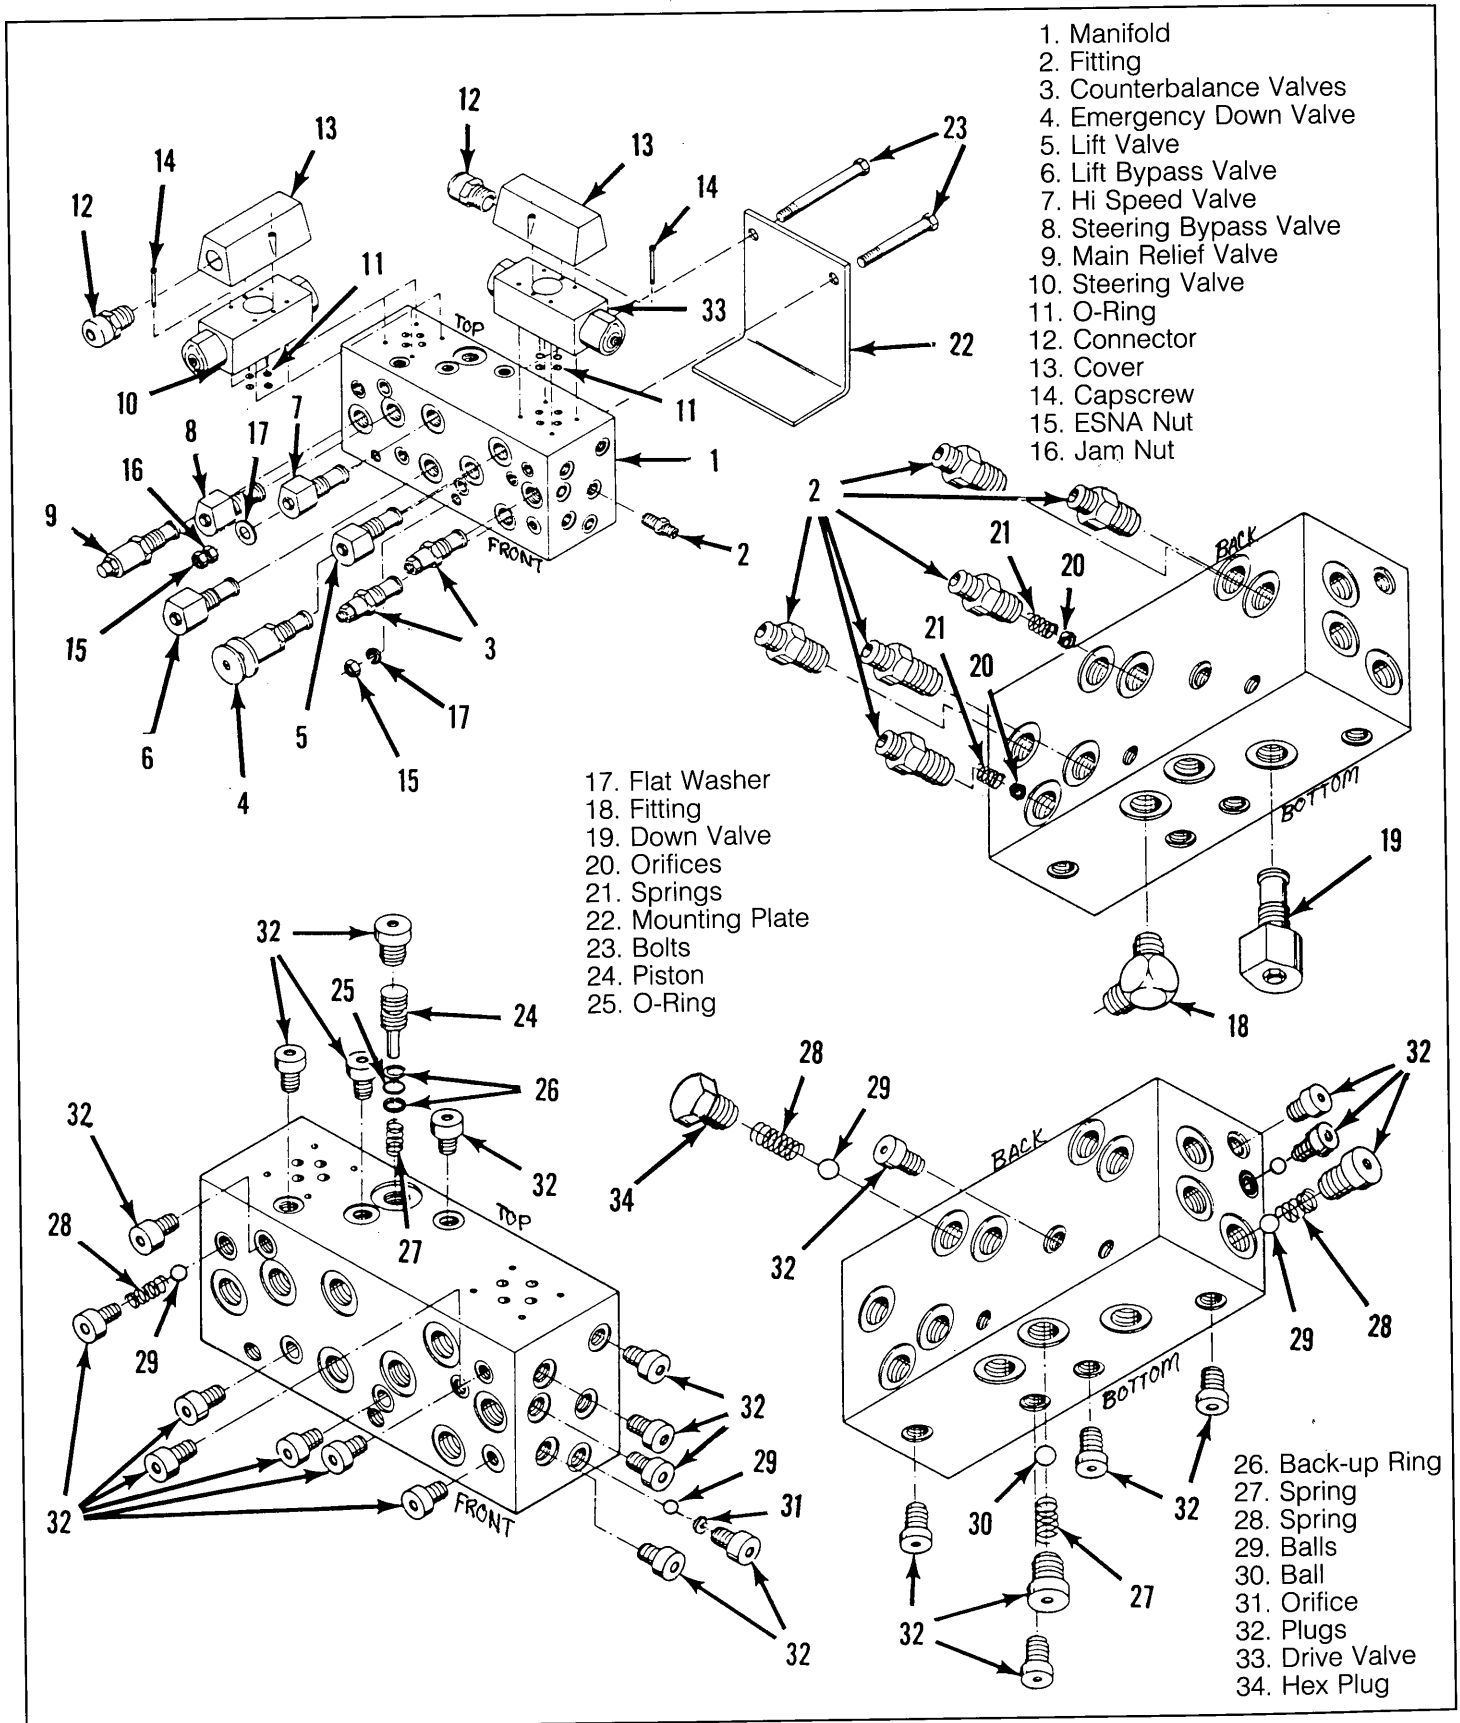 1. Manifold
2. Fitting
3. Counterbalance Valves
4. Emergency Down Valve
5. Lift Valve
6. Lift Bypass Valve
7. Hi Speed Valve
8. Steering Bypass Valve
9. Main Relief Valve
10. Steering Valve
11. O-Ring
12. Connector
13. Cover
14. Capscrew
15. ESNA Nut
16. Jam Nut
12
13
23
13
14
14
12
11
TOP
33
22
10
7
11
8
17
16
1
9
2
FRONT
2
BACK
21
20
15
3
21
20
17
6
5
15
4
BOTTOM
19
18
17. Flat Washer
18. Fitting
19. Down Valve
20. Orifices
21. Springs
22. Mounting Plate
23. Bolts
24. Piston
25. O-Ring
32
25
24
26
32
32
28
27
TOP
29
32
32
29
31
FRONT
32
28
29
32
34
32
BACK
29
28
BOTTOM
30
32
27
32
26. Back-up Ring
27. Spring
28. Spring
29. Balls
30. Ball
31. Orifice
32. Plugs
33. Drive Valve
34. Hex Plug